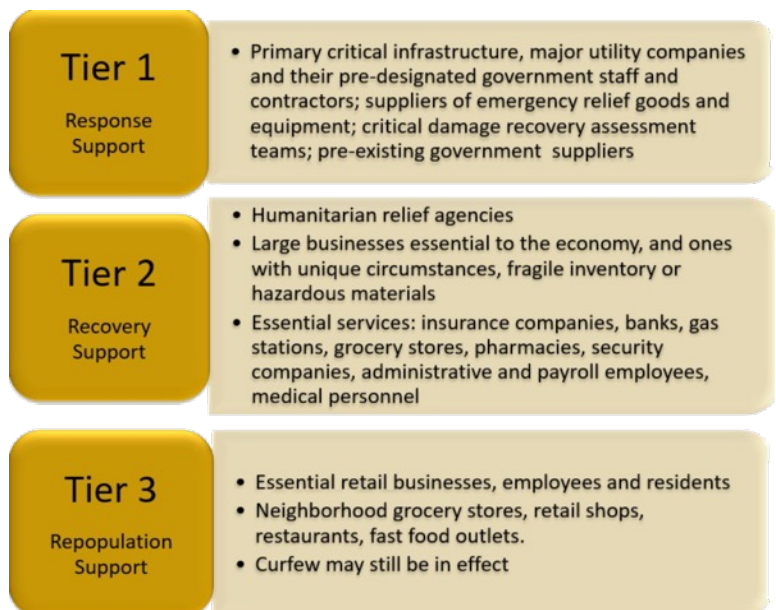 Tier 1
Response
Support
• Primary critical infrastructure, major utility companies
and their pre-designated government staff and
contractors; suppliers of emergency relief goods and
equipment; critical damage recovery assessment
teams; pre-existing government suppliers
Tier 2
Recovery
Support
• Humanitarian relief agencies
• Large businesses essential to the economy, and ones
with unique circumstances, fragile inventory or
hazardous materials
• Essential services: insurance companies, banks, gas
stations, grocery stores, pharmacies, security
companies, administrative and payroll employees,
medical personnel
Tier 3
Repopulation
Support
• Essential retail businesses, employees and residents
• Neighborhood grocery stores, retail shops,
restaurants, fast food outlets.
• Curfew may still be in effect